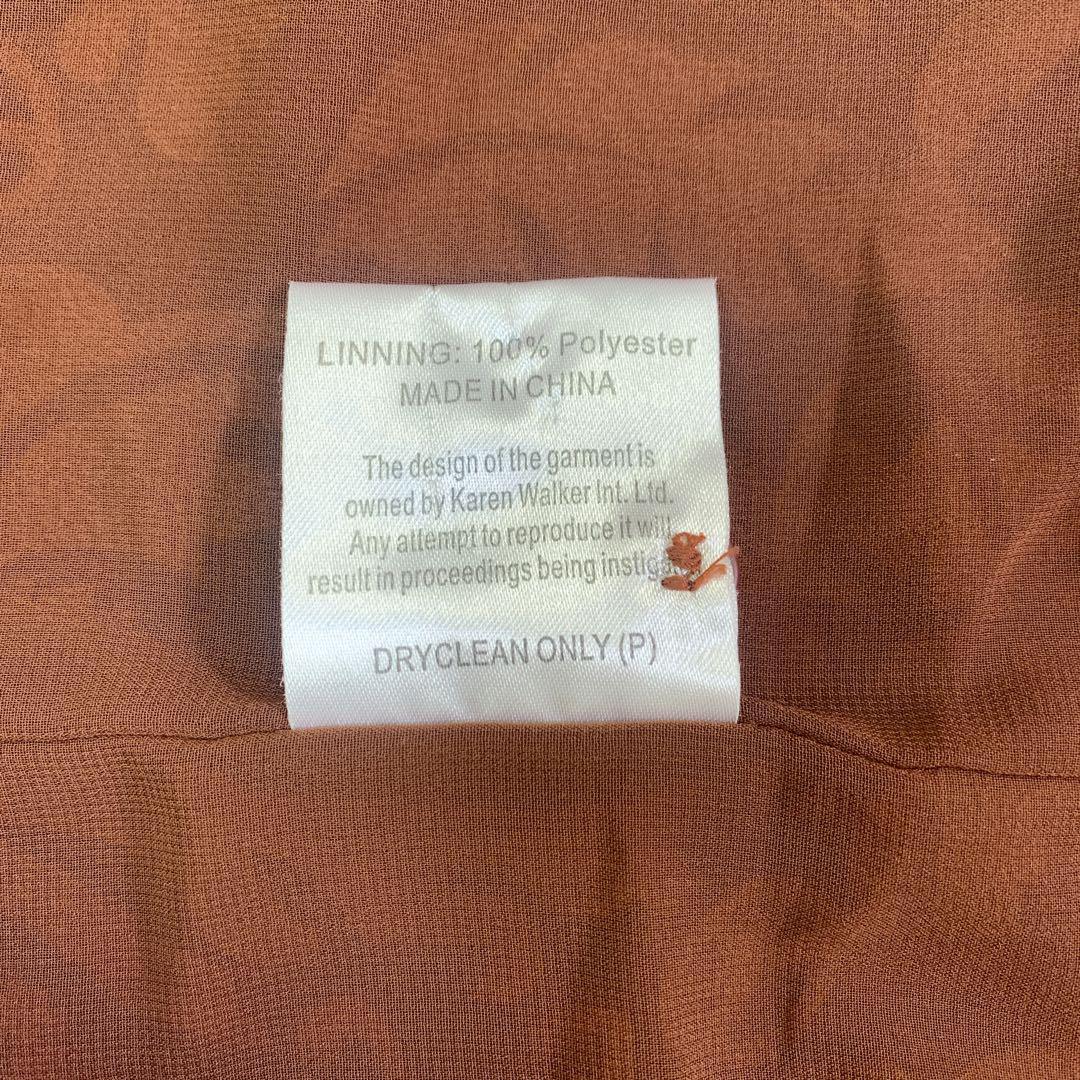 LINNING: 100% Polyester
MADE IN CHINA
The design of the garment is
owned by Karen Walker Int. Ltd.
Any attempt to reproduce it will
result in proceedings being
DRYCLEAN ONLY (P)